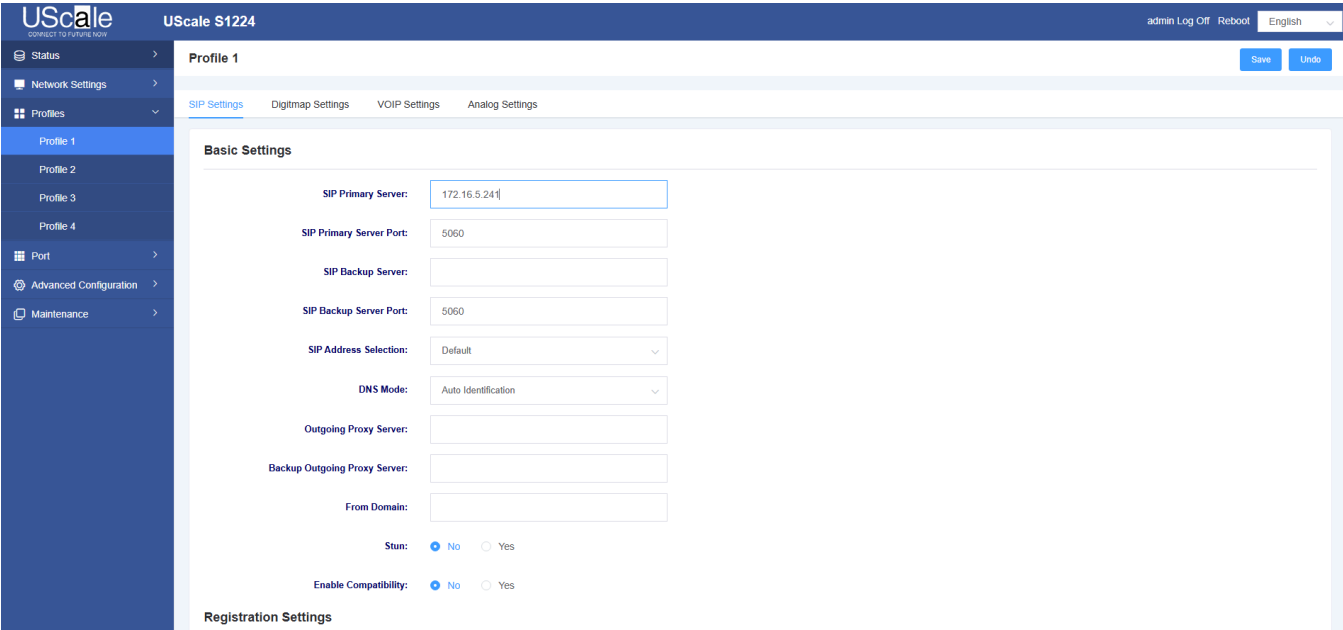 UScale
CONNECT TO FUTURE NOW
UScale S1224
admin Log Off Reboot English
Status
Network Settings
Profiles
Profile 1
Profile 2
Profile 3
Profile 4
Port
Advanced Configuration
Maintenance
Profile 1
Save Undo
SIP Settings Digitmap Settings VOIP Settings Analog Settings
Basic Settings
SIP Primary Server: 172.16.5.241
SIP Primary Server Port: 5060
SIP Backup Server:
SIP Backup Server Port: 5060
SIP Address Selection: Default
DNS Mode: Auto Identification
Outgoing Proxy Server:
Backup Outgoing Proxy Server:
From Domain:
Stun: No Yes
Enable Compatibility: No Yes
Registration Settings